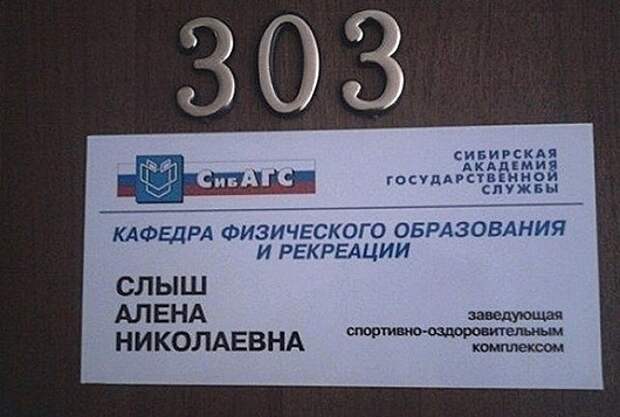 303
СибАГС
СИБИРСКАЯ
АКАДЕМИЯ
ГОСУДАРСТВЕННОЙ
СЛУЖБЫ
КАФЕДРА ФИЗИЧЕСКОГО ОБРАЗОВАНИЯ
И РЕКРЕАЦИИ
СЛЫШ
АЛЕНА
НИКОЛАЕВНА
заведующая
спортивно-оздоровительным
комплексом